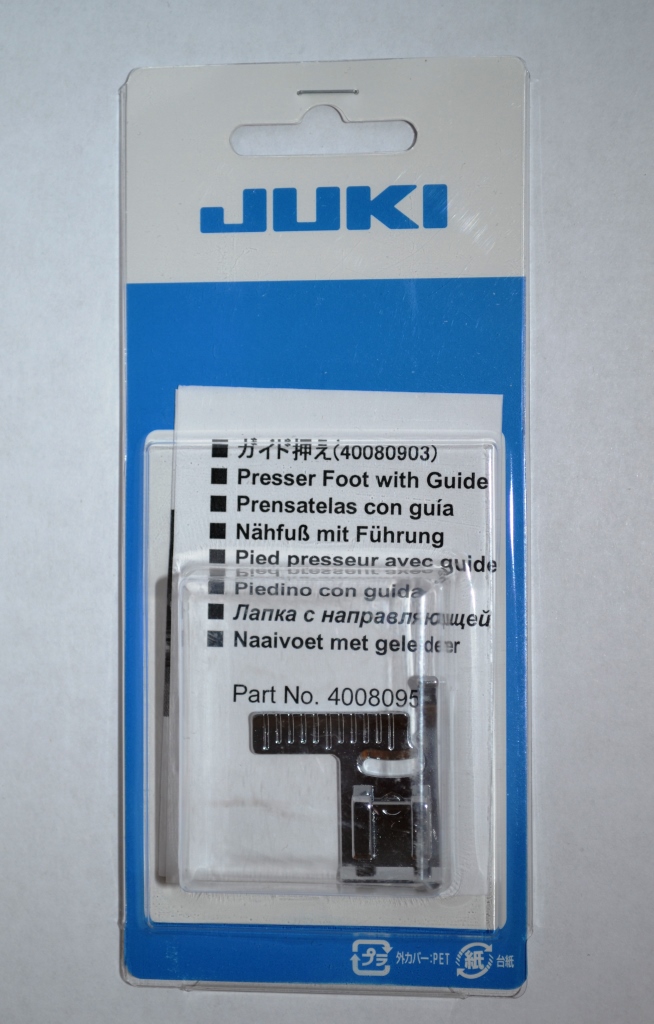 JUKI
■ ガイド押え(40080903)
■ Presser Foot with Guide
■ Prensatelas con guía
■ Nähfuß mit Führung
■ Pied presseur avec guide
■ Piedino con guida
■ Лапка с направляющей
■ Naaivoet met geleider
Part No. 4008095
プラ 外カバー:PET 紙 台紙